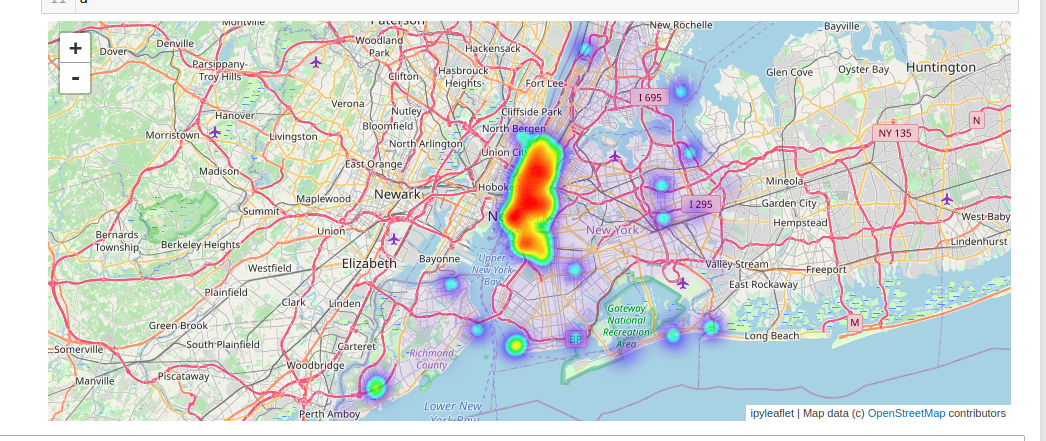 11
Montville
Paterson
New Rochelle
Bayville
+
-
Denville
Dover
Woodland
Park
Hackensack
Parsippany-
Troy Hills
Clifton
Hasbrouck
Heights
Fort Lee
Glen Cove
Oyster Bay
Huntington
I 695
Verona
Nutley
Cliffside Park
Hanover
Bloomfield
North Bergen
N
Morristown
Livingston
North Arlington
NY 135
Union City
East Orange
Madison
Mineola
Newark
Maplewood
Hoboken
I 295
Garden City
Summit
West Baby
Union
New York
Hempstead
Bernards
Township
Berkeley Heights
Lindenhurst
Bayonne
Upper
New York
Bay
Elizabeth
Valley Stream
Freeport
Westfield
East Rockaway
Plainfield
Clark
Linden
Gateway
National
Recreation
Area
Green Brook
M
South Plainfield
Carteret
Long Beach
BP
Somerville
Richmond
County
Woodbridge
Manville
Piscataway
Perth Amboy
Lower New
York Bay
ipyleaflet | Map data (c) OpenStreetMap contributors